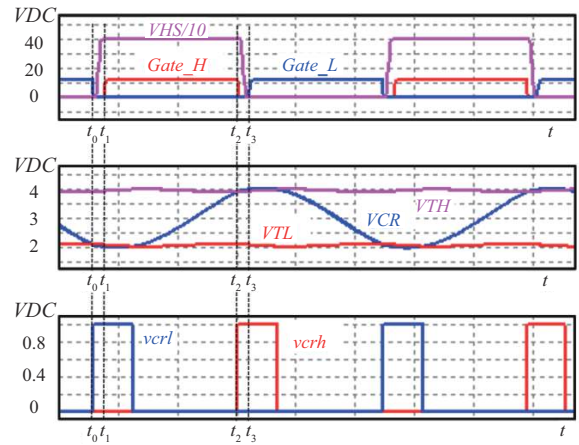 VDC
VHS/10
40
Gate_H
Gate_L
20
0
t0 t1
t2 t3
t
VDC
4
VTH
3
VTL
VCR
2
t0 t1
t2 t3
t
VDC
vcrl
vcrh
0.8
0.4
0
t0 t1
t2 t3
t